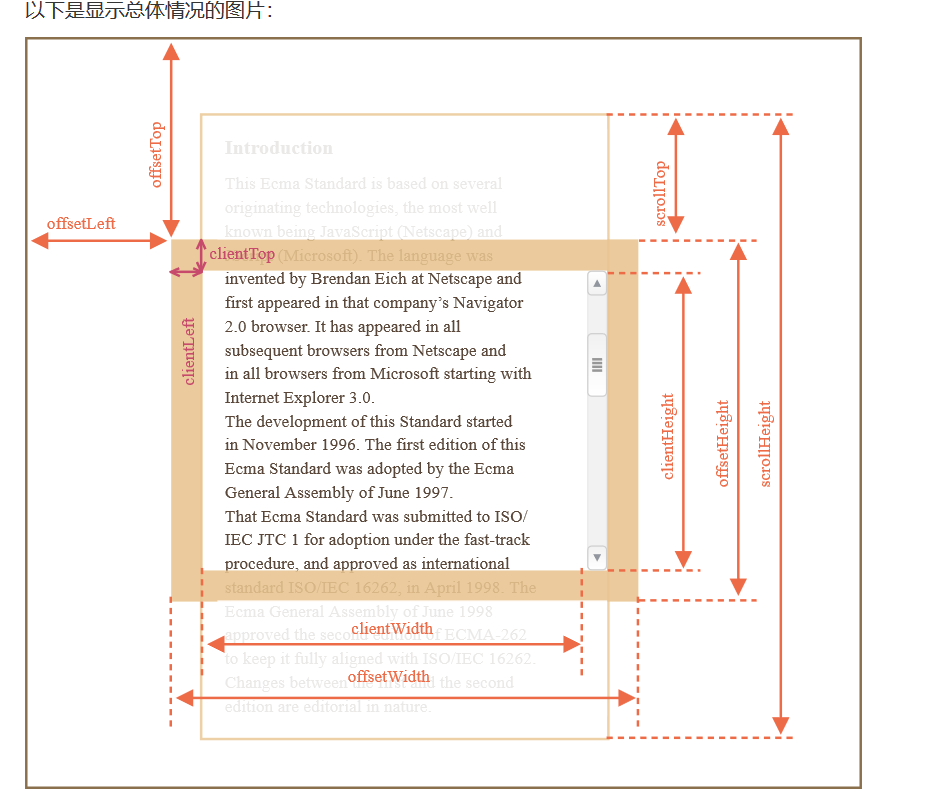 以下是显示总体情况的图片：
offsetTop
offsetLeft
Introduction
This Ecma Standard is based on several
originating technologies, the most well
known being JavaScript (Netscape) and
(Microsoft). The language was
clientTop
clientLeft
invented by Brendan Eich at Netscape and
first appeared in that company’s Navigator
2.0 browser. It has appeared in all
subsequent browsers from Netscape and
in all browsers from Microsoft starting with
Internet Explorer 3.0.
The development of this Standard started
in November 1996. The first edition of this
Ecma Standard was adopted by the Ecma
General Assembly of June 1997.
That Ecma Standard was submitted to ISO/
IEC JTC 1 for adoption under the fast-track
procedure, and approved as international
standard ISO/IEC 16262, in April 1998. The
Ecma General Assembly of June 1998
approved the second edition of ECMA-262
to keep it fully aligned with ISO/IEC 16262.
Changes between the first and the second
edition are editorial in nature.
clientWidth
offsetWidth
scrollTop
clientHeight
offsetHeight
scrollHeight